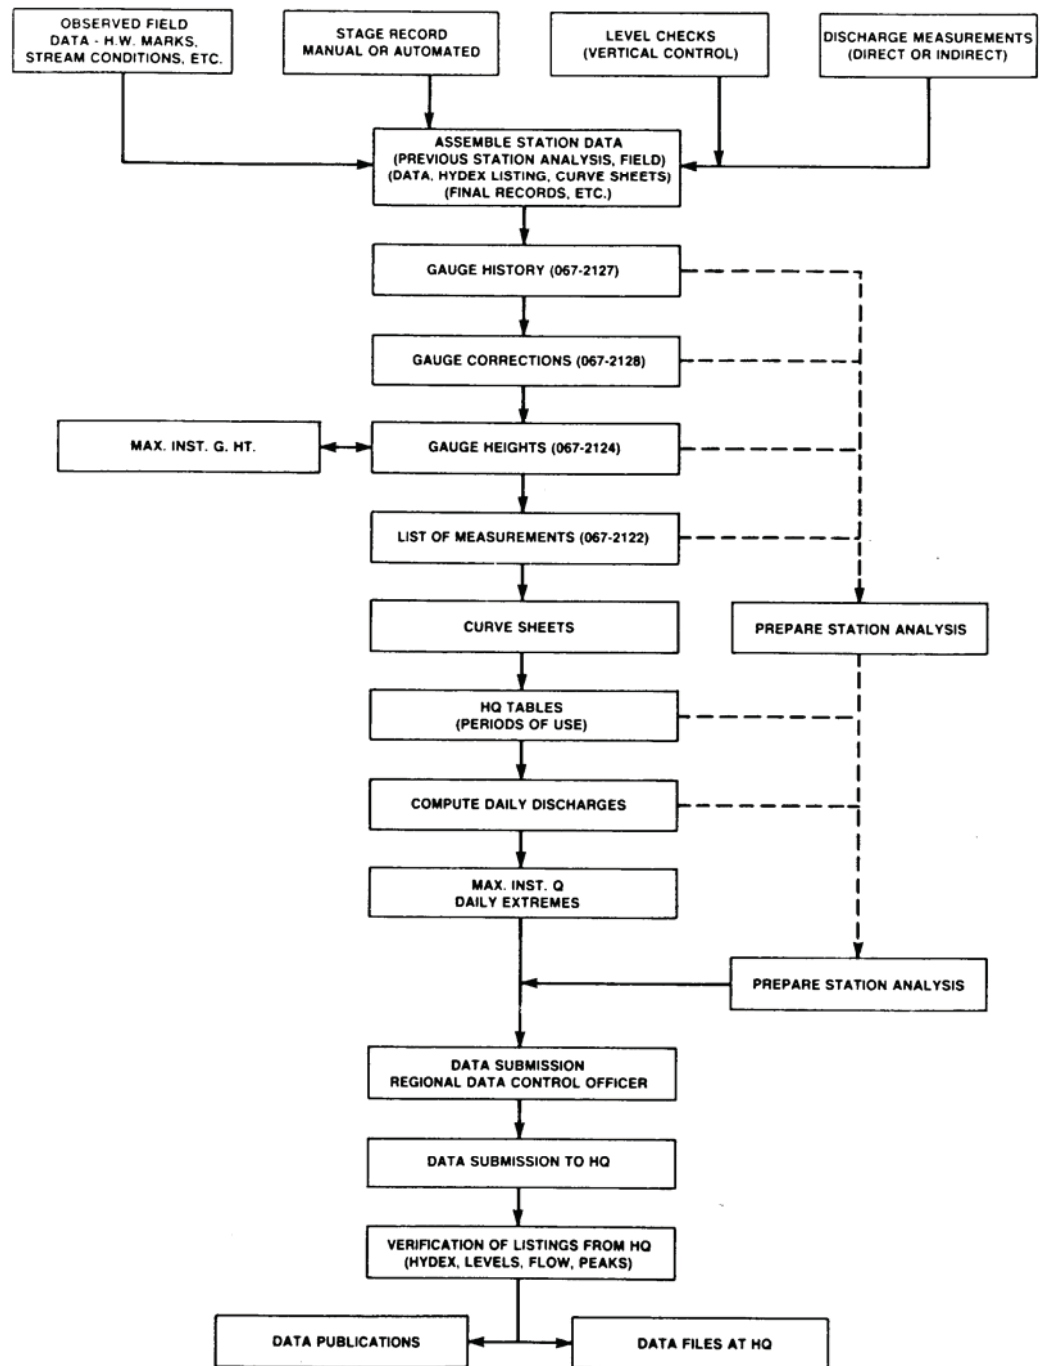 OBSERVED FIELD
DATA - H.W. MARKS,
STREAM CONDITIONS, ETC.
STAGE RECORD
MANUAL OR AUTOMATED
LEVEL CHECKS
(VERTICAL CONTROL)
DISCHARGE MEASUREMENTS
(DIRECT OR INDIRECT)
ASSEMBLE STATION DATA
(PREVIOUS STATION ANALYSIS, FIELD)
(DATA, HYDEX LISTING, CURVE SHEETS)
(FINAL RECORDS, ETC.)
GAUGE HISTORY (067-2127)
GAUGE CORRECTIONS (067-2128)
MAX. INST. G. HT.
GAUGE HEIGHTS (067-2124)
LIST OF MEASUREMENTS (067-2122)
CURVE SHEETS
PREPARE STATION ANALYSIS
HQ TABLES
(PERIODS OF USE)
COMPUTE DAILY DISCHARGES
MAX. INST. Q
DAILY EXTREMES
PREPARE STATION ANALYSIS
DATA SUBMISSION
REGIONAL DATA CONTROL OFFICER
DATA SUBMISSION TO HQ
VERIFICATION OF LISTINGS FROM HQ
(HYDEX, LEVELS, FLOW, PEAKS)
DATA PUBLICATIONS
DATA FILES AT HQ